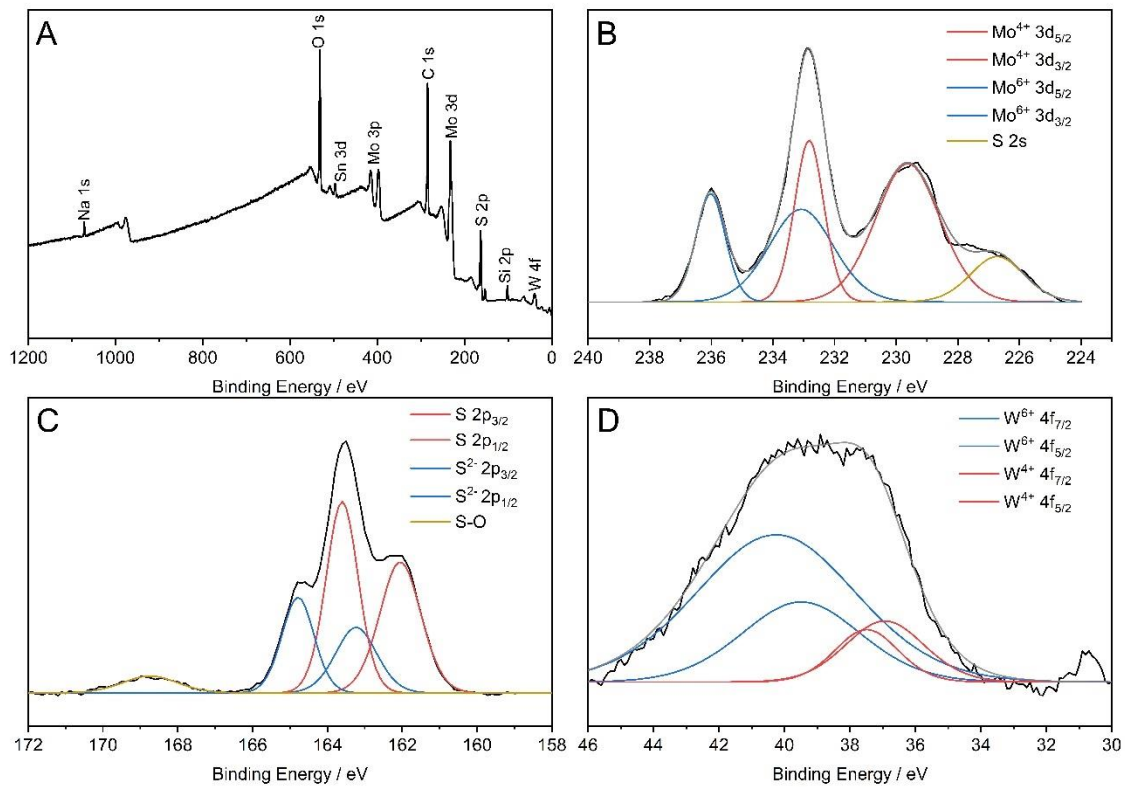 A
Na 1s
O 1s
Sn 3d
Mo 3p
C 1s
Mo 3d
S 2p
Si 2p
W 4f
1200 1000 800 600 400 200 0
Binding Energy / eV
B
Mo⁴⁺ 3d₅/₂
Mo⁴⁺ 3d₃/₂
Mo⁶⁺ 3d₅/₂
Mo⁶⁺ 3d₃/₂
S 2s
240 238 236 234 232 230 228 226 224
Binding Energy / eV
C
S 2p₃/₂
S 2p₁/₂
S²⁻ 2p₃/₂
S²⁻ 2p₁/₂
S-O
172 170 168 166 164 162 160 158
Binding Energy / eV
D
W⁶⁺ 4f₇/₂
W⁶⁺ 4f₅/₂
W⁴⁺ 4f₇/₂
W⁴⁺ 4f₅/₂
46 44 42 40 38 36 34 32 30
Binding Energy / eV